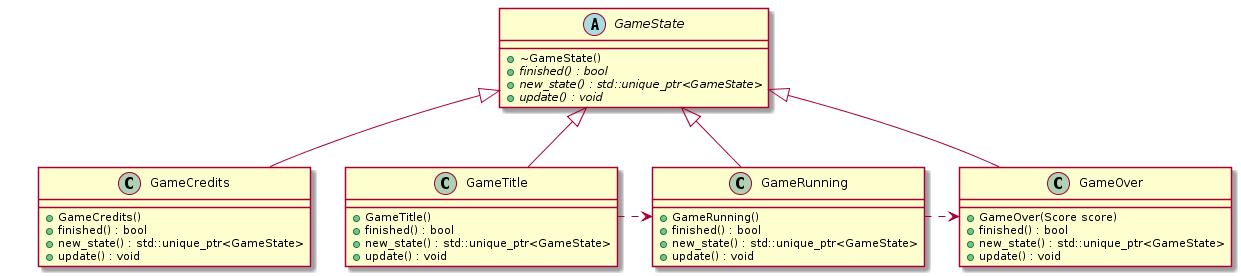 A GameState
~GameState()
finished() : bool
new_state() : std::unique_ptr<GameState>
update() : void
C GameCredits
GameCredits()
finished() : bool
new_state() : std::unique_ptr<GameState>
update() : void
C GameTitle
GameTitle()
finished() : bool
new_state() : std::unique_ptr<GameState>
update() : void
C GameRunning
GameRunning()
finished() : bool
new_state() : std::unique_ptr<GameState>
update() : void
C GameOver
GameOver(Score score)
finished() : bool
new_state() : std::unique_ptr<GameState>
update() : void